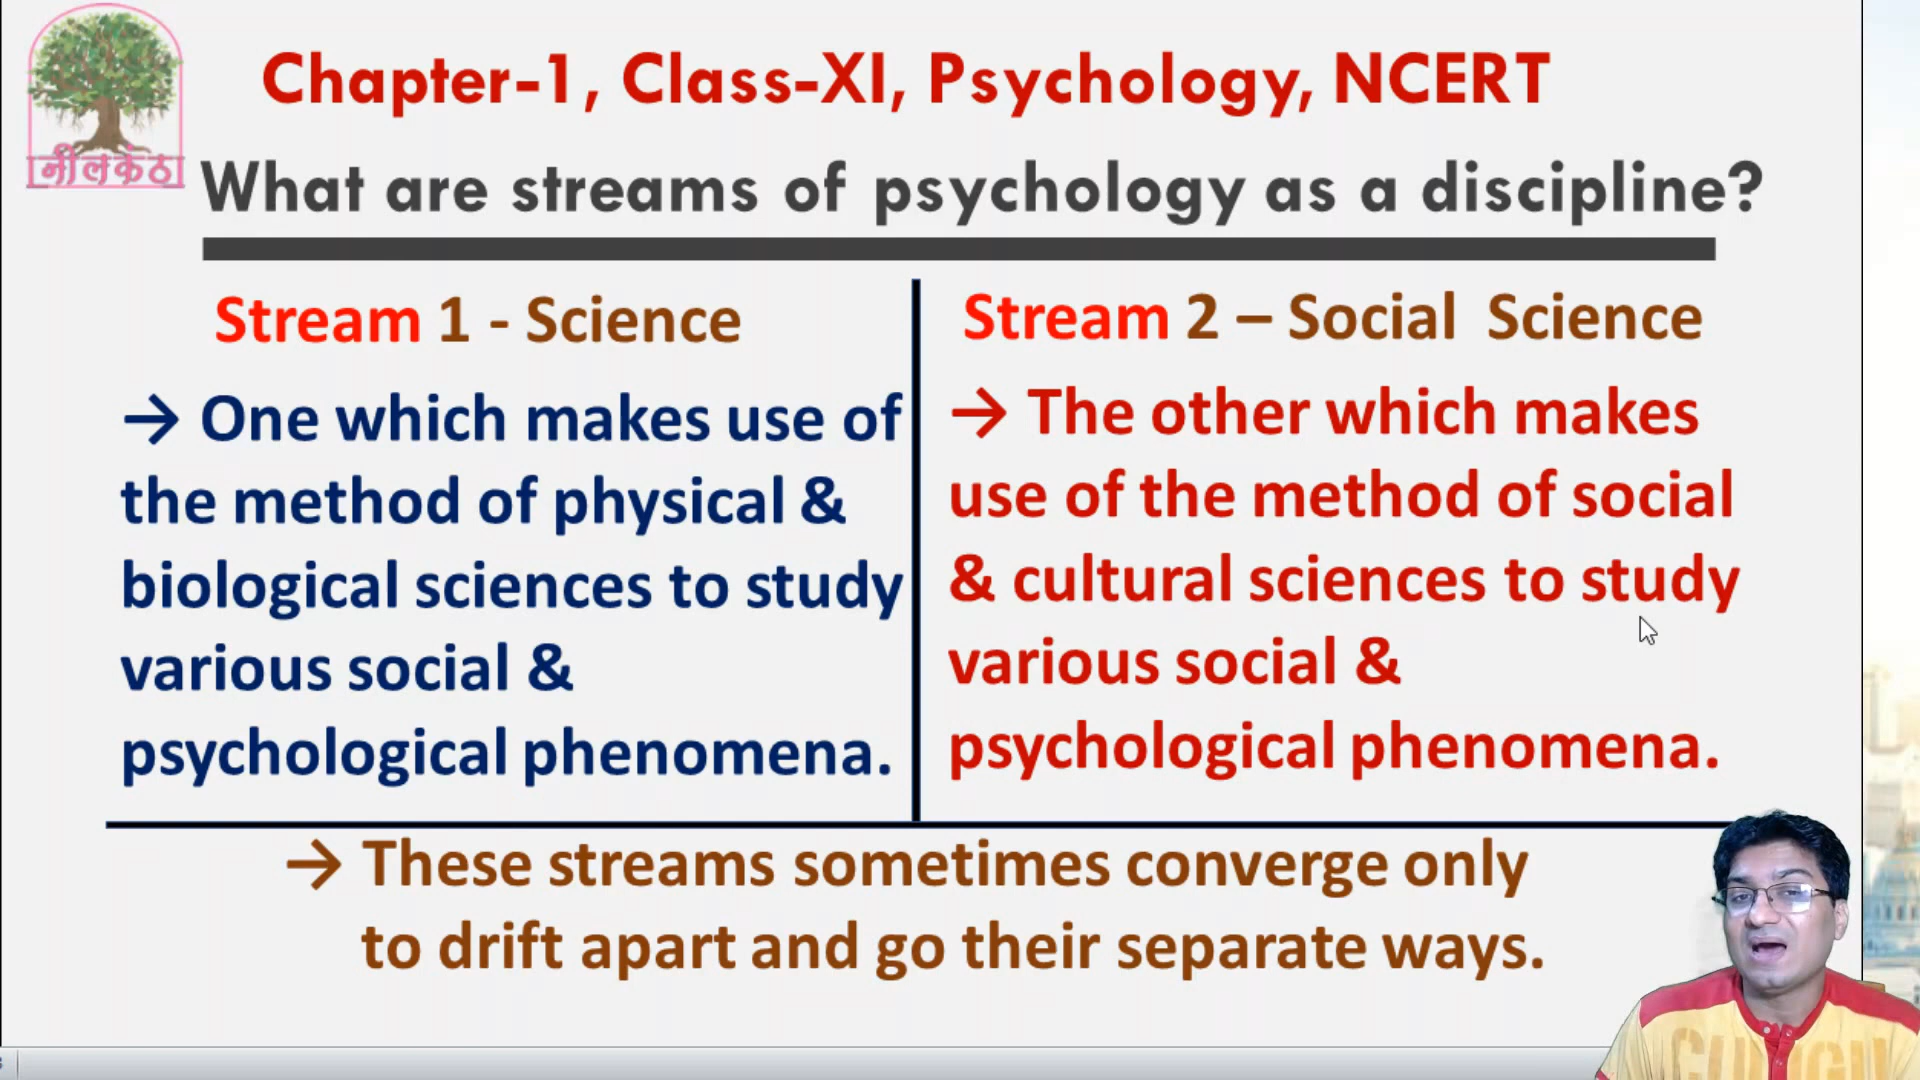 नीलकंठ
Chapter-1, Class-XI, Psychology, NCERT
What are streams of psychology as a discipline?
Stream 1 - Science
→ One which makes use of
the method of physical &
biological sciences to study
various social &
psychological phenomena.
Stream 2 – Social Science
→ The other which makes
use of the method of social
& cultural sciences to study
various social &
psychological phenomena.
→ These streams sometimes converge only
to drift apart and go their separate ways.